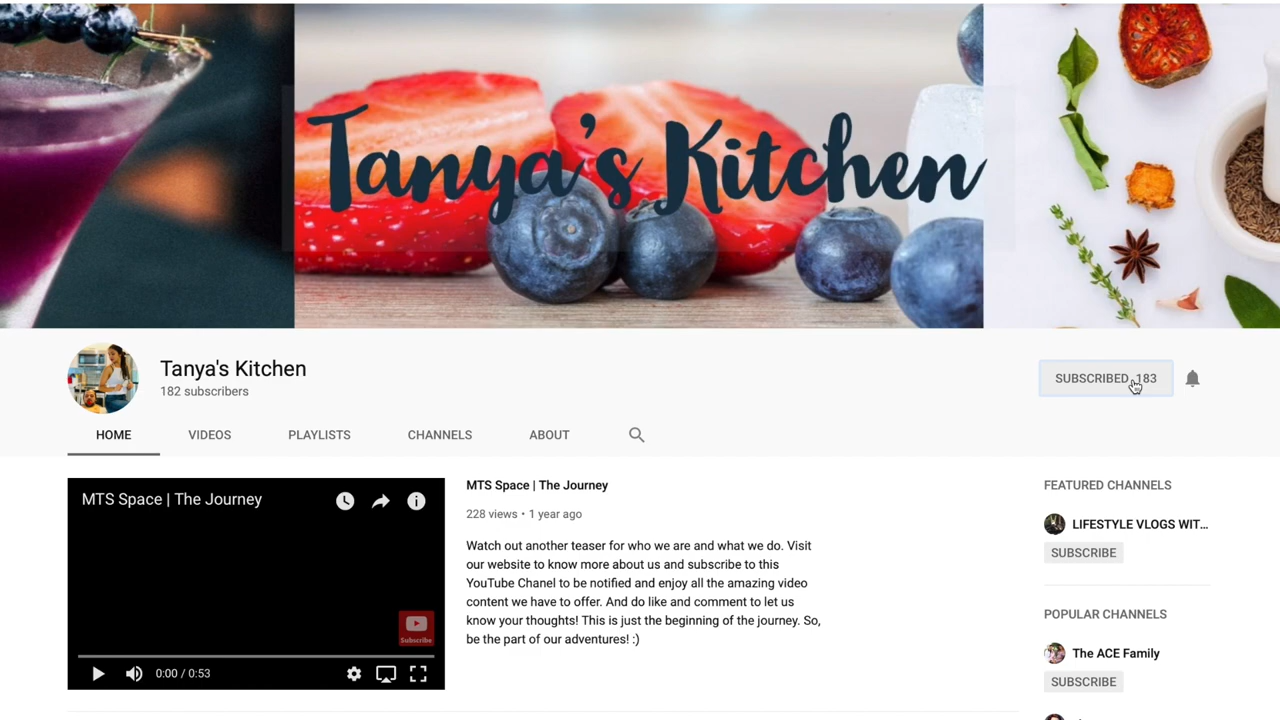 Tanya's Kitchen
Tanya's Kitchen
182 subscribers
SUBSCRIBED 183
HOME
VIDEOS
PLAYLISTS
CHANNELS
ABOUT
MTS Space | The Journey
Subscribe
0:00 / 0:53
MTS Space | The Journey
228 views • 1 year ago
Watch out another teaser for who we are and what we do. Visit
our website to know more about us and subscribe to this
YouTube Chanel to be notified and enjoy all the amazing video
content we have to offer. And do like and comment to let us
know your thoughts! This is just the beginning of the journey. So,
be the part of our adventures! :)
FEATURED CHANNELS
LIFESTYLE VLOGS WIT...
SUBSCRIBE
POPULAR CHANNELS
The ACE Family
SUBSCRIBE